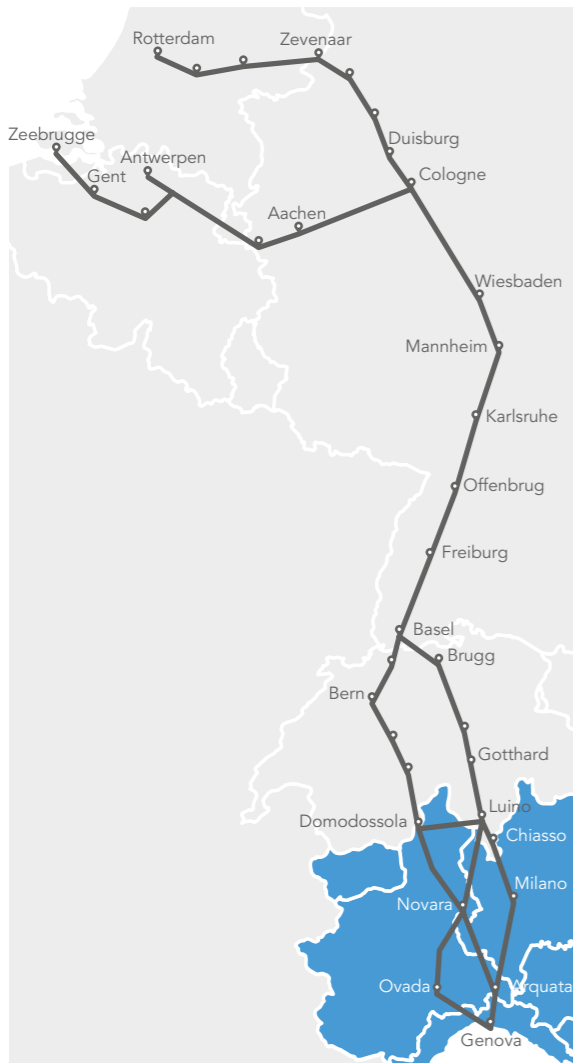 Rotterdam
Zevenaar
Zeebrugge
Antwerpen
Duisburg
Gent
Cologne
Aachen
Wiesbaden
Mannheim
Karlsruhe
Offenbrug
Freiburg
Basel
Brugg
Bern
Gotthard
Luino
Domodossola
Chiasso
Milano
Novara
Ovada
Arquata
Genova